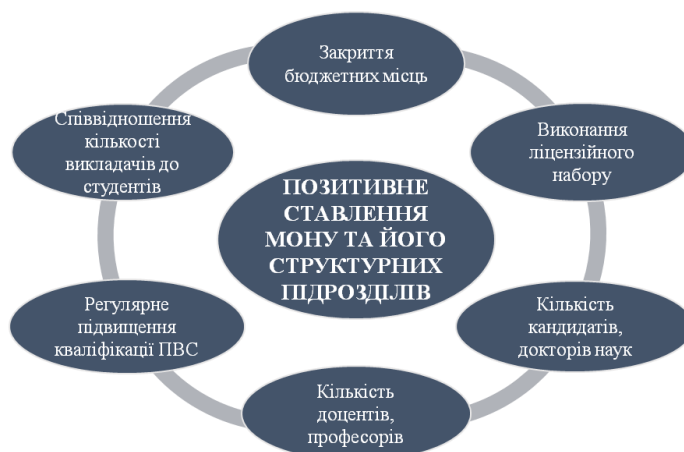 Закриття
бюджетних місць
Виконання
ліцензійного
набору
Кількість
кандидатів,
докторів наук
Кількість
доцентів,
професорів
Регулярне
підвищення
кваліфікації ПВС
Співвідношення
кількості
викладачів до
студентів
ПОЗИТИВНЕ
СТАВЛЕННЯ
МОНУ ТА ЙОГО
СТРУКТУРНИХ
ПІДРОЗДІЛІВ